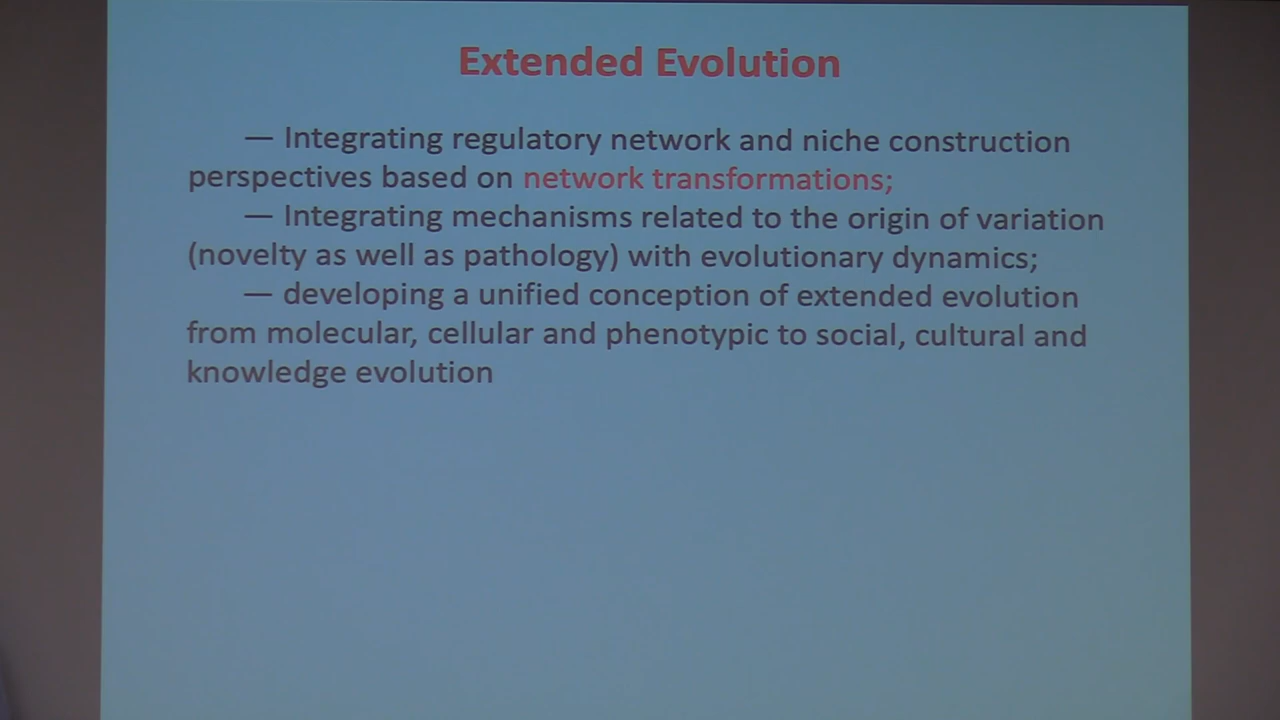 Extended Evolution
— Integrating regulatory network and niche construction
perspectives based on network transformations;
— Integrating mechanisms related to the origin of variation
(novelty as well as pathology) with evolutionary dynamics;
— developing a unified conception of extended evolution
from molecular, cellular and phenotypic to social, cultural and
knowledge evolution